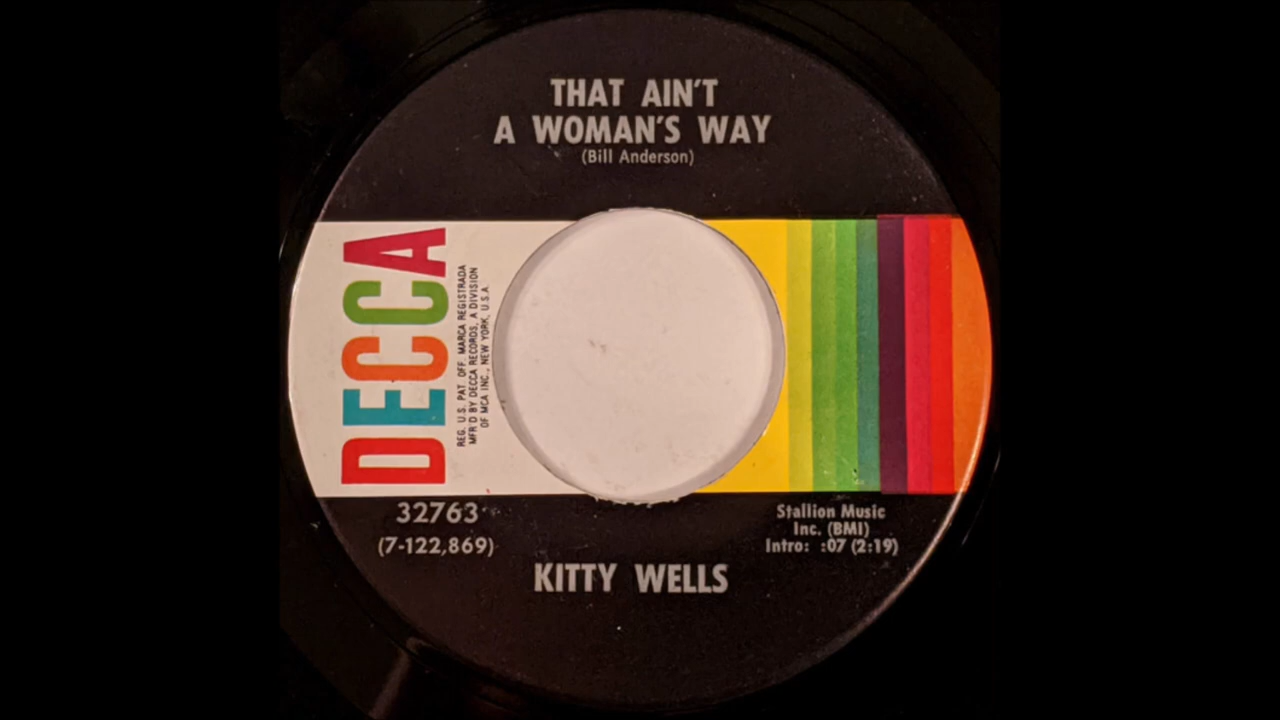 THAT AIN'T
A WOMAN'S WAY
(Bill Anderson)
DECCA
REG. U.S. PAT. OFF. MARCA REGISTRADA
MFR'D BY DECCA RECORDS, A DIVISION
OF MCA INC., NEW YORK, U.S.A.
32763
(7-122,869)
Stallion Music
Inc. (BMI)
Intro: :07 (2:19)
KITTY WELLS